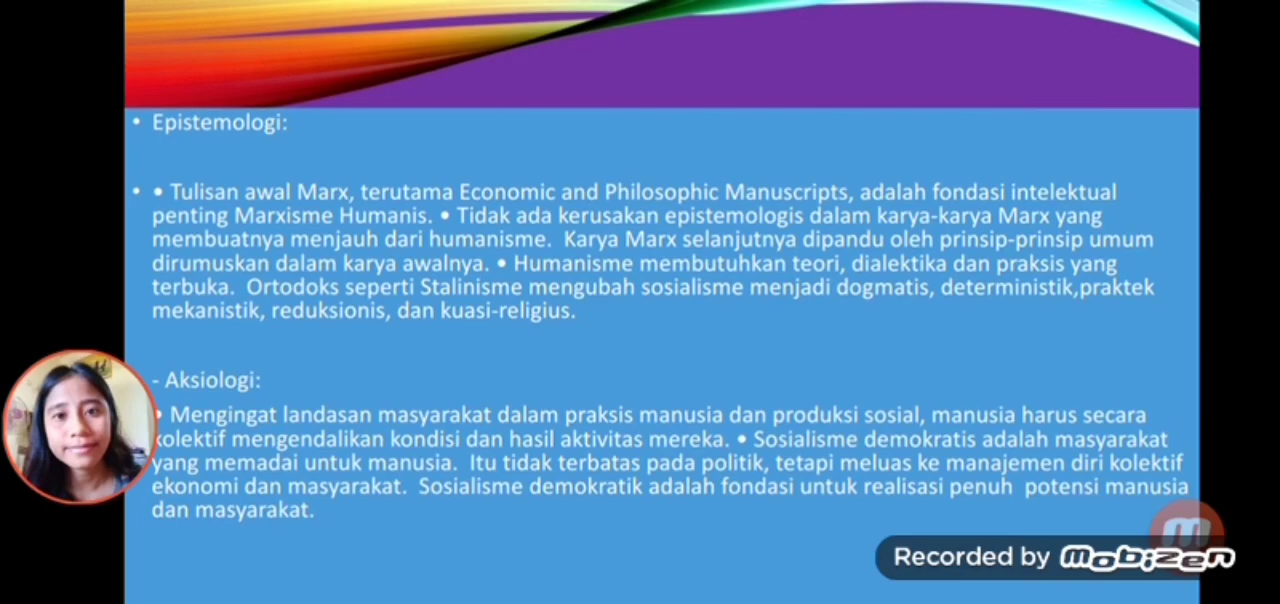 • Epistemologi:
• • Tulisan awal Marx, terutama Economic and Philosophic Manuscripts, adalah fondasi intelektual
penting Marxisme Humanis. • Tidak ada kerusakan epistemologis dalam karya-karya Marx yang
membuatnya menjauh dari humanisme. Karya Marx selanjutnya dipandu oleh prinsip-prinsip umum
dirumuskan dalam karya awalnya. • Humanisme membutuhkan teori, dialektika dan praksis yang
terbuka. Ortodoks seperti Stalinisme mengubah sosialisme menjadi dogmatis, deterministik,praktek
mekanistik, reduksionis, dan kuasi-religius.
- Aksiologi:
• Mengingat landasan masyarakat dalam praksis manusia dan produksi sosial, manusia harus secara
kolektif mengendalikan kondisi dan hasil aktivitas mereka. • Sosialisme demokratis adalah masyarakat
yang memadai untuk manusia. Itu tidak terbatas pada politik, tetapi meluas ke manajemen diri kolektif
ekonomi dan masyarakat. Sosialisme demokratik adalah fondasi untuk realisasi penuh potensi manusia
dan masyarakat.
Recorded by mobizen